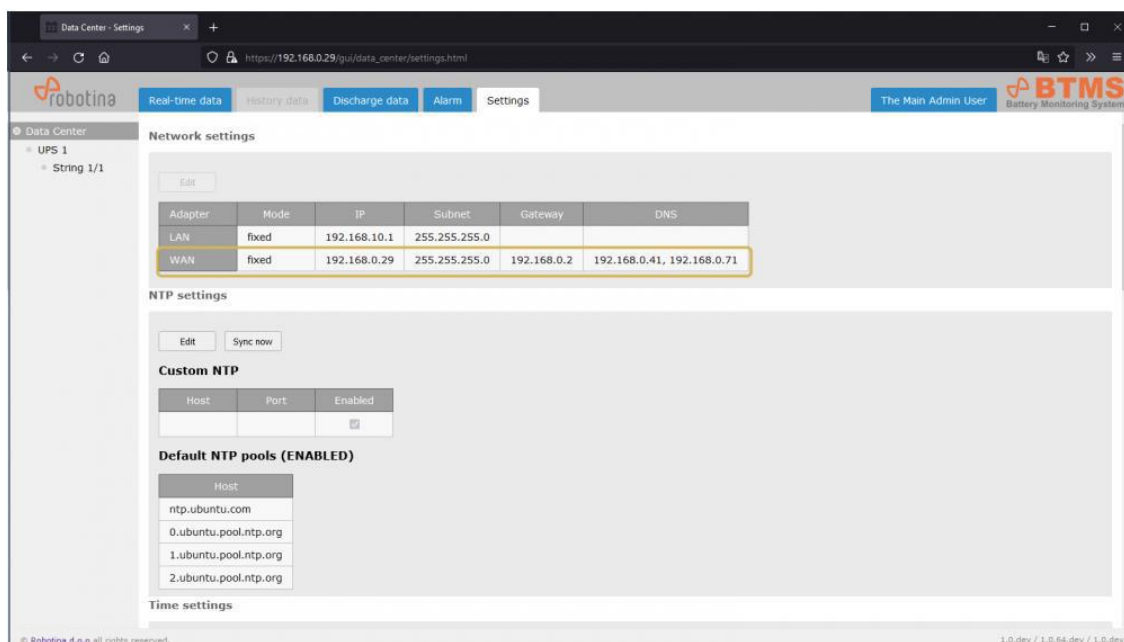 Data Center - Settings
https://192.168.0.29/gui/data_center/settings.html
robotina
Real-time data History data Discharge data Alarm Settings The Main Admin User
BTMS
Battery Monitoring System
Data Center
UPS 1
String 1/1
Network settings
Edit
Adapter Mode IP Subnet Gateway DNS
LAN fixed 192.168.10.1 255.255.255.0
WAN fixed 192.168.0.29 255.255.255.0 192.168.0.2 192.168.0.41, 192.168.0.71
NTP settings
Edit Sync now
Custom NTP
Host Port Enabled
Default NTP pools (ENABLED)
Host
ntp.ubuntu.com
0.ubuntu.pool.ntp.org
1.ubuntu.pool.ntp.org
2.ubuntu.pool.ntp.org
Time settings
© Robotina d.o.o all rights reserved. 1.0.dev / 1.0.64.dev / 1.0.dev